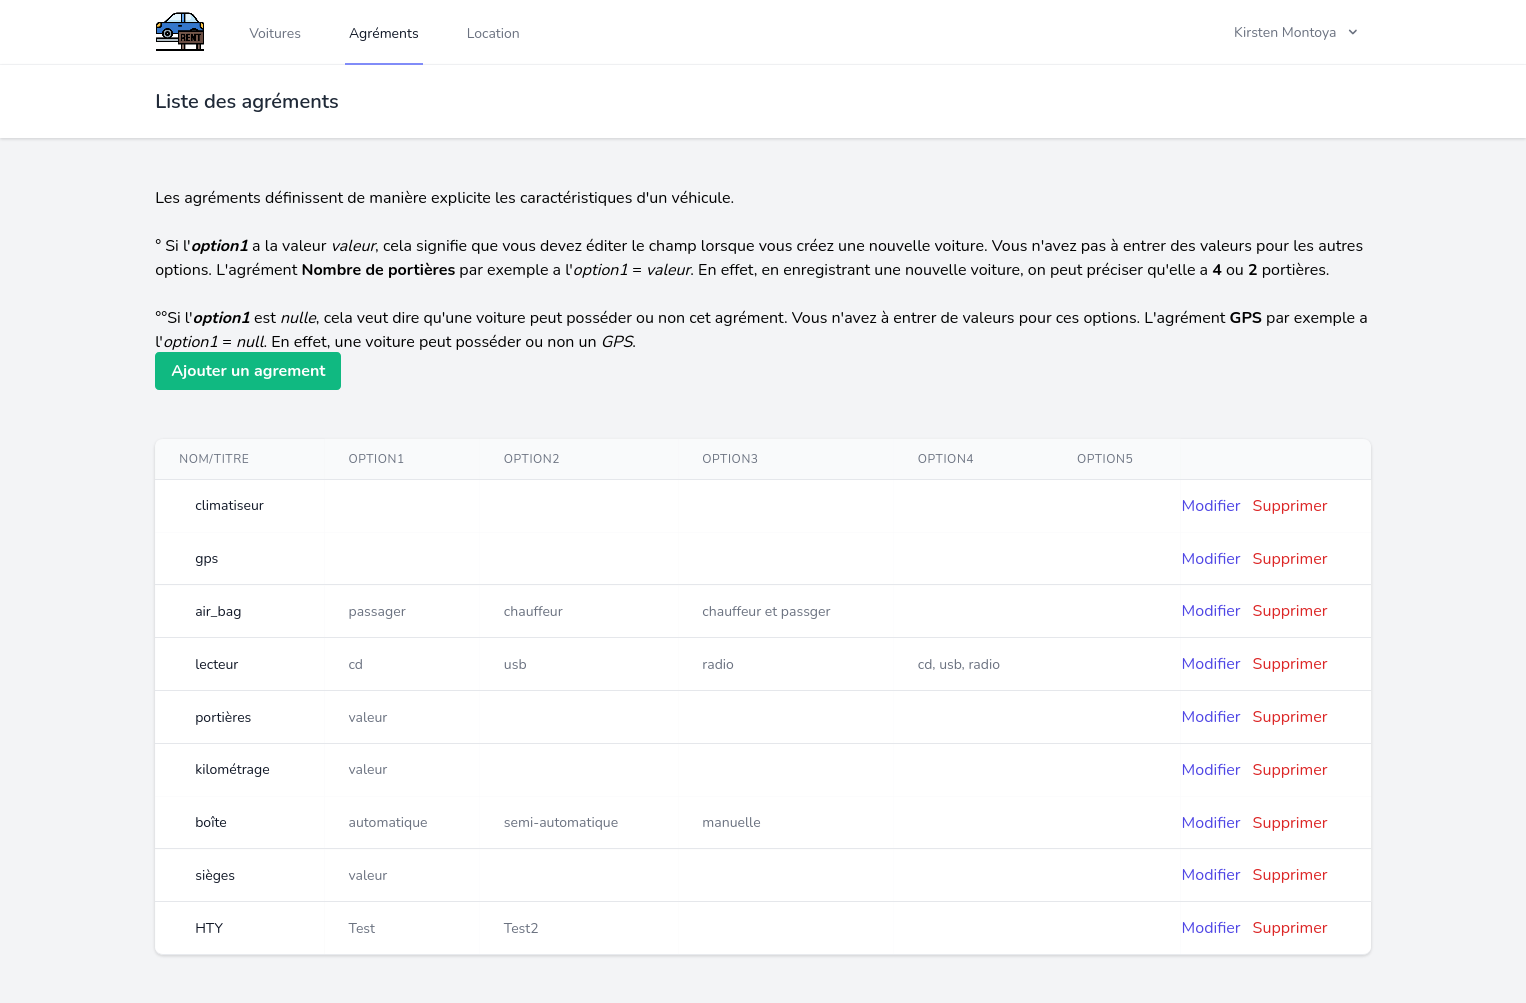 RENT
Voitures Agréments Location Kirsten Montoya
Liste des agréments
Les agréments définissent de manière explicite les caractéristiques d'un véhicule.
° Si l'option1 a la valeur valeur, cela signifie que vous devez éditer le champ lorsque vous créez une nouvelle voiture. Vous n'avez pas à entrer des valeurs pour les autres
options. L'agrément Nombre de portières par exemple a l'option1 = valeur. En effet, en enregistrant une nouvelle voiture, on peut préciser qu'elle a 4 ou 2 portières.
°°Si l'option1 est nulle, cela veut dire qu'une voiture peut posséder ou non cet agrément. Vous n'avez à entrer de valeurs pour ces options. L'agrément GPS par exemple a
l'option1 = null. En effet, une voiture peut posséder ou non un GPS.
Ajouter un agrement
NOM/TITRE OPTION1 OPTION2 OPTION3 OPTION4 OPTION5
climatiseur Modifier Supprimer
gps Modifier Supprimer
air_bag passager chauffeur chauffeur et passger Modifier Supprimer
lecteur cd usb radio cd, usb, radio Modifier Supprimer
portières valeur Modifier Supprimer
kilométrage valeur Modifier Supprimer
boîte automatique semi-automatique manuelle Modifier Supprimer
sièges valeur Modifier Supprimer
HTY Test Test2 Modifier Supprimer